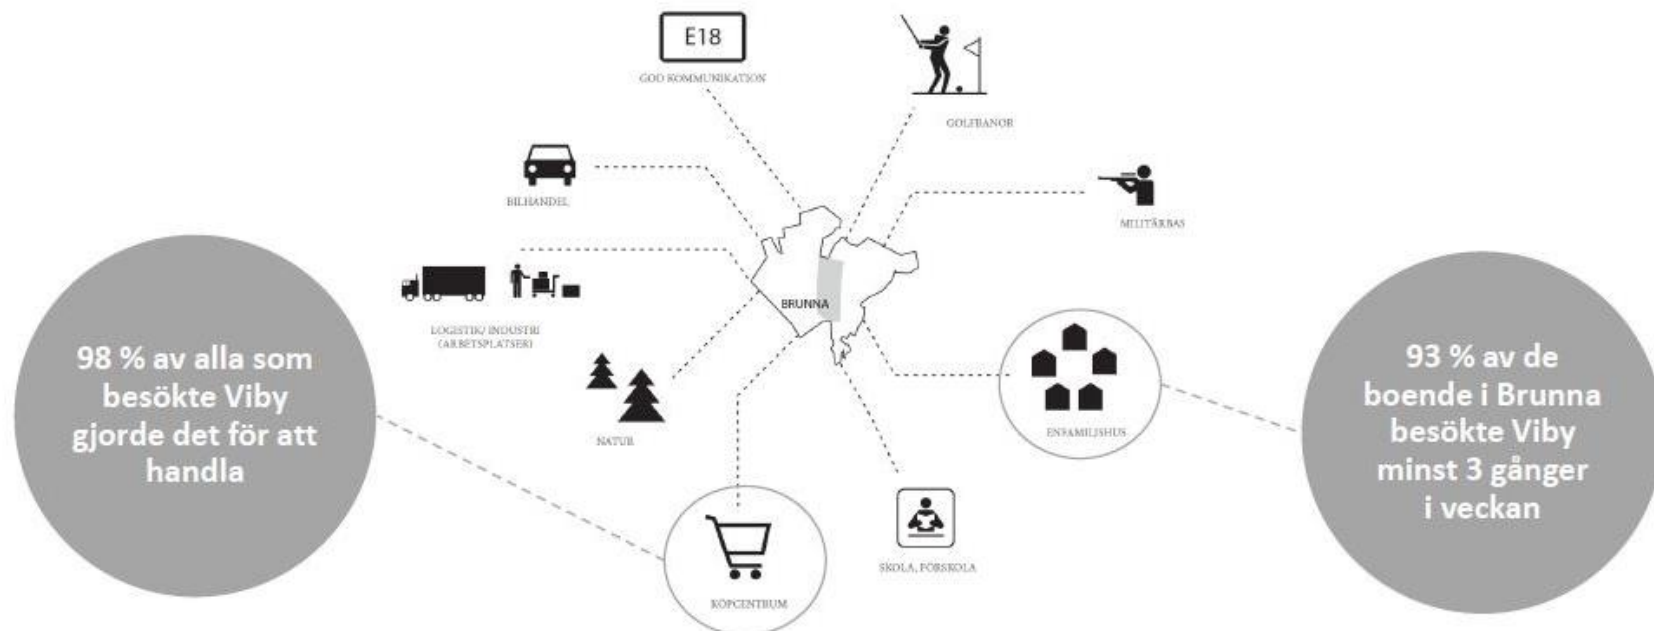 E18
GOD KOMMUNIKATION
GOLFBANOR
BILHANDEL
MILITÄRBAS
LOGISTIK/ INDUSTRI
(ARBETSPLATSER)
BRUNNA
NATUR
ENFAMILJSHUS
SKOLA, FÖRSKOLA
KÖPCENTRUM
98 % av alla som
besökte Viby
gjorde det för att
handla
93 % av de
boende i Brunna
besökte Viby
minst 3 gånger
i veckan